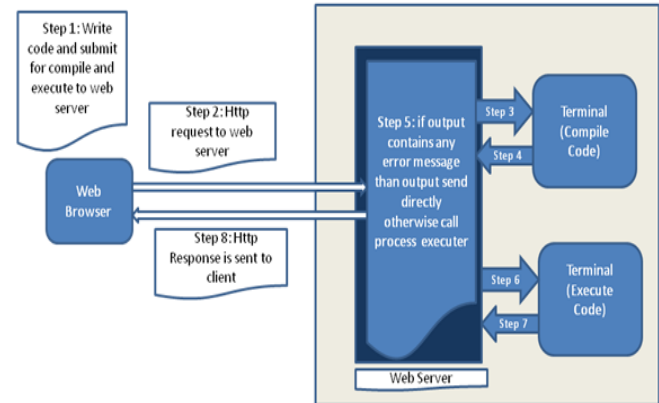 Step 1: Write
code and submit
for compile and
execute to web
server
Step 2: Http
request to web
server
Web
Browser
Step 8: Http
Response is sent to
client
Step 5: if output
contains any
error message
than output send
directly
otherwise call
process executer
Step 3
Step 4
Terminal
(Compile
Code)
Step 6
Step 7
Terminal
(Execute
Code)
Web Server